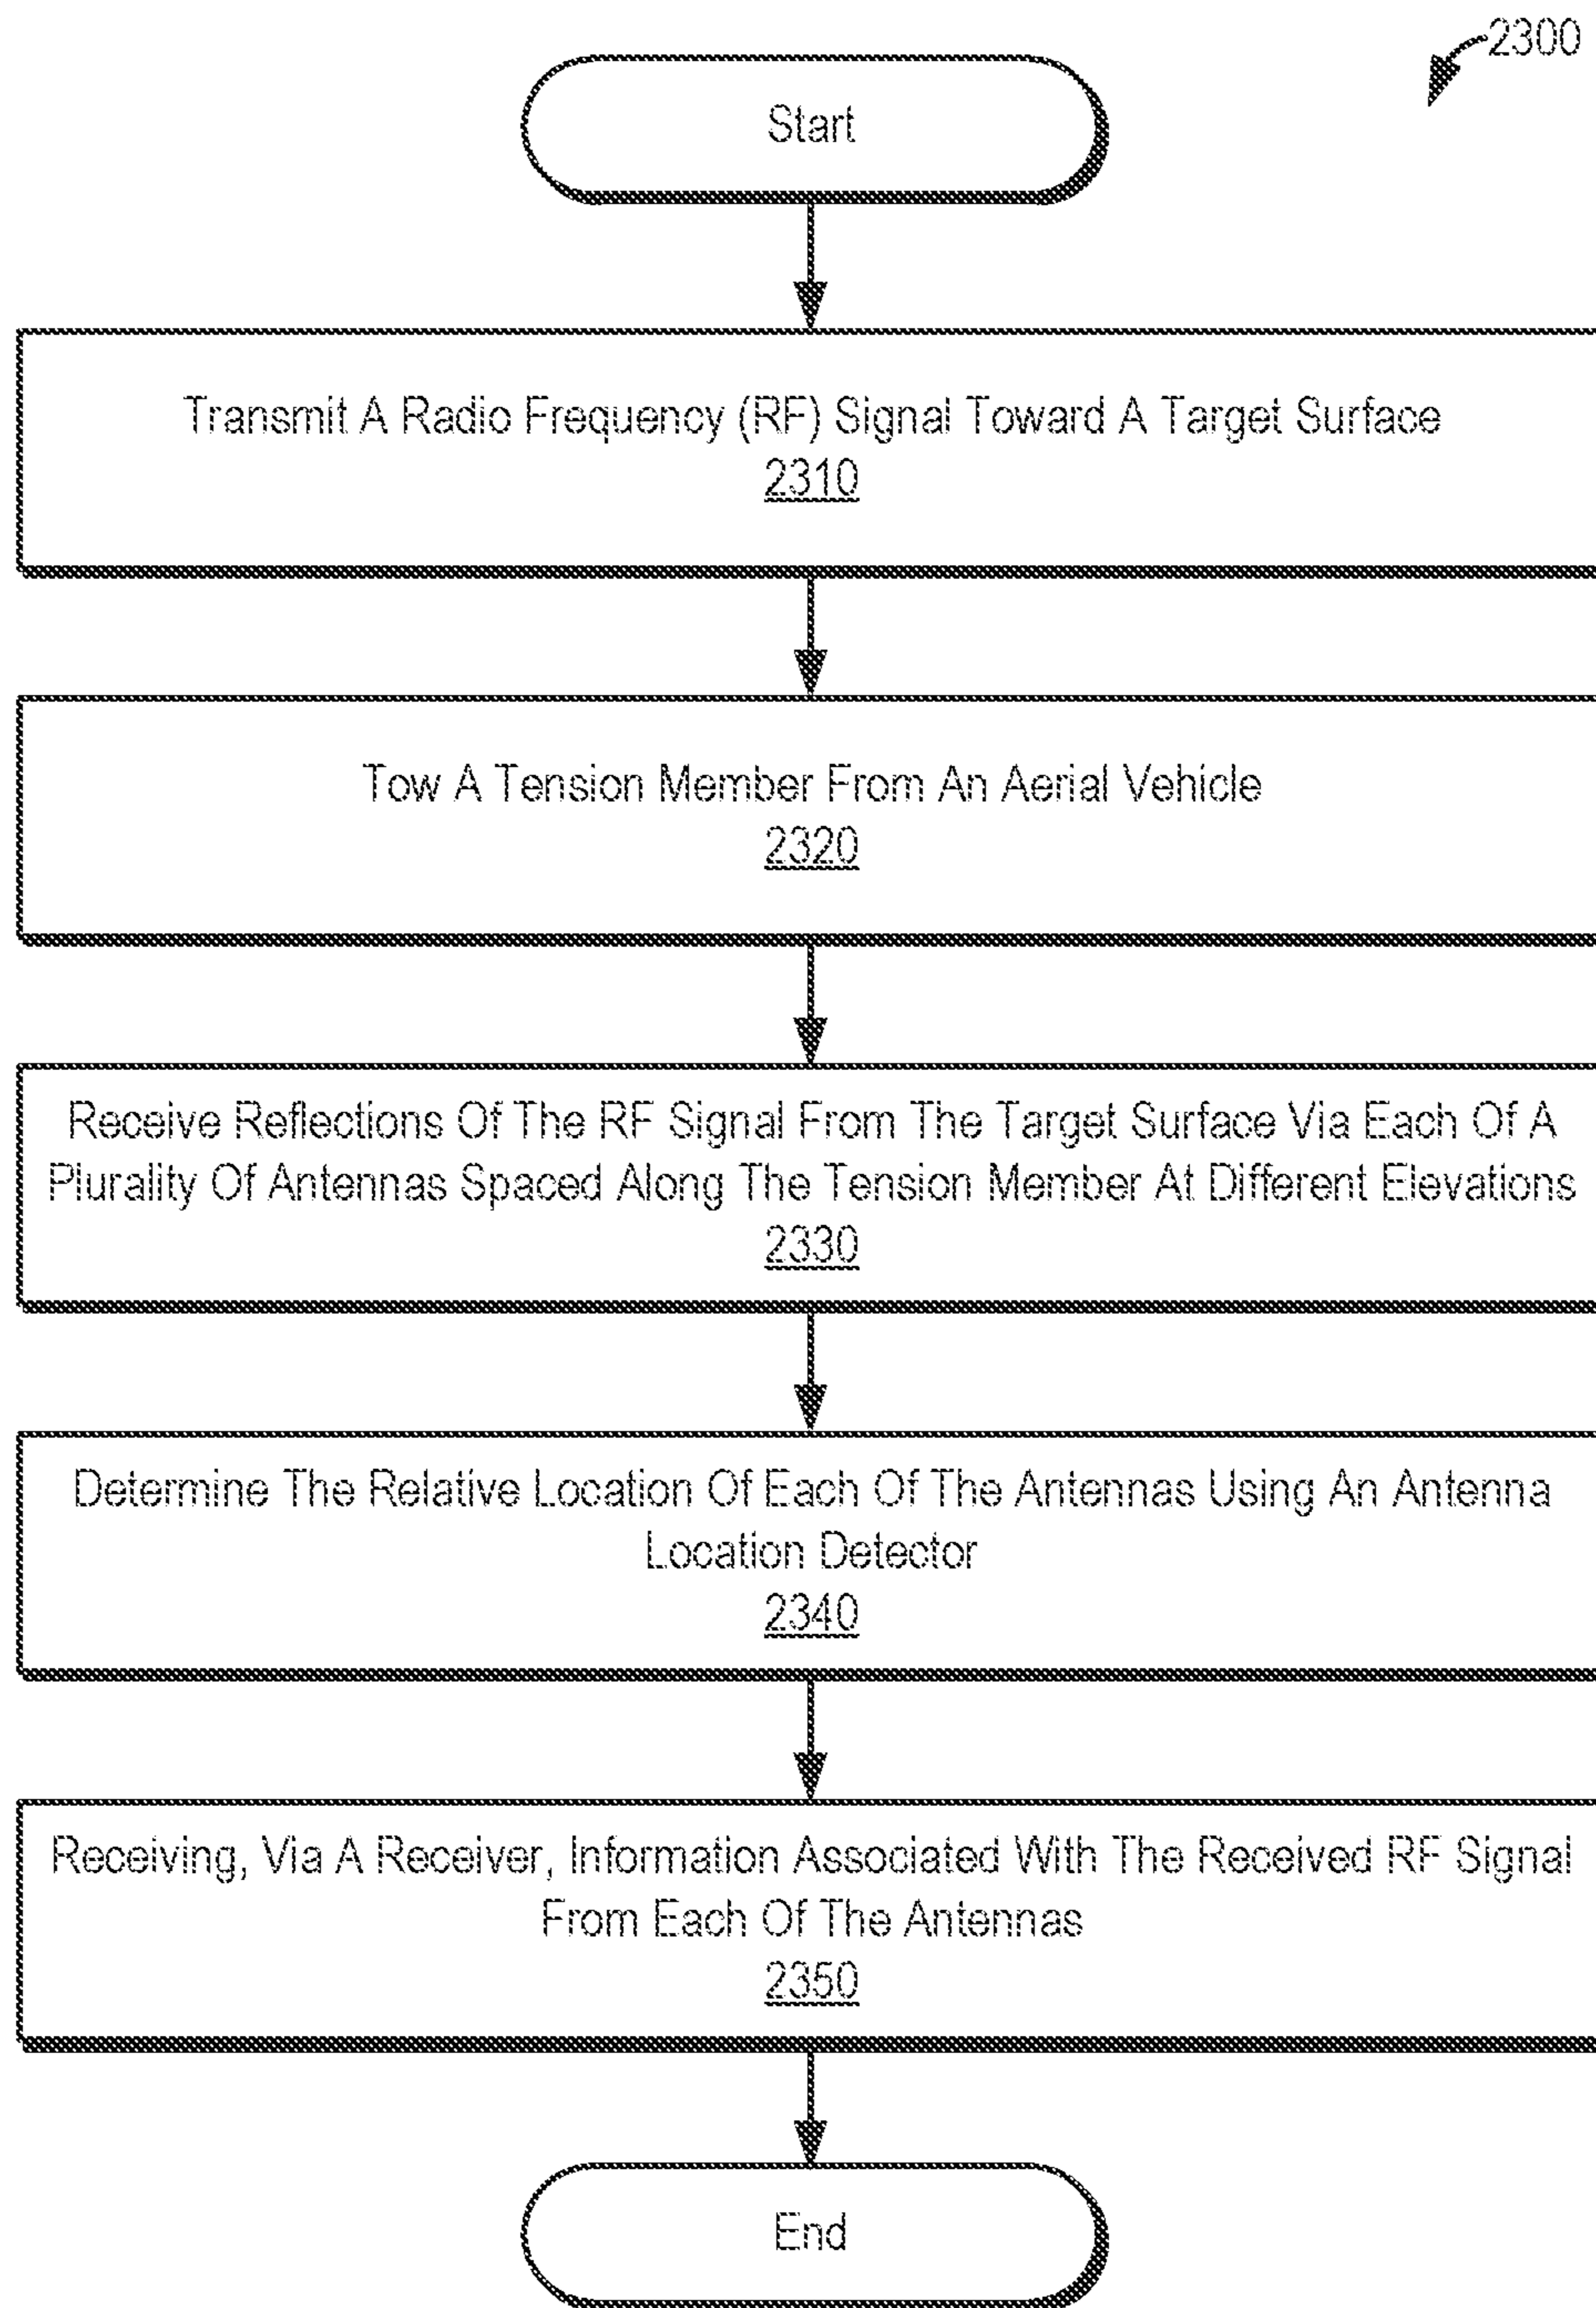 2300
Start
Transmit A Radio Frequency (RF) Signal Toward A Target Surface
2310
Tow A Tension Member From An Aerial Vehicle
2320
Receive Reflections Of The RF Signal From The Target Surface Via Each Of A
Plurality Of Antennas Spaced Along The Tension Member At Different Elevations
2330
Determine The Relative Location Of Each Of The Antennas Using An Antenna
Location Detector
2340
Receiving, Via A Receiver, Information Associated With The Received RF Signal
From Each Of The Antennas
2350
End